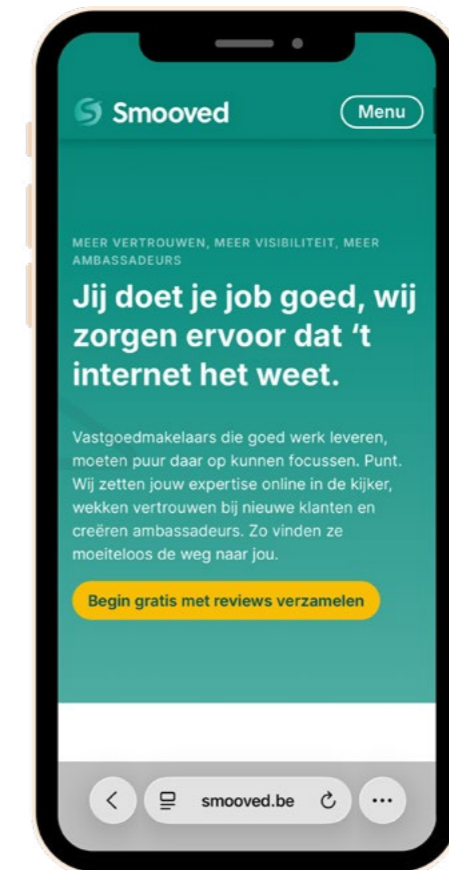 Smooved
Menu
MEER VERTROUWEN, MEER VISIBILITEIT, MEER
AMBASSADEURS
Jij doet je job goed, wij
zorgen ervoor dat ‘t
internet het weet.
Vastgoedmakelaars die goed werk leveren,
moeten puur daar op kunnen focussen. Punt.
Wij zetten jouw expertise online in de kijker,
wekken vertrouwen bij nieuwe klanten en
creëren ambassadeurs. Zo vinden ze
moeiteloos de weg naar jou.
Begin gratis met reviews verzamelen
smooved.be